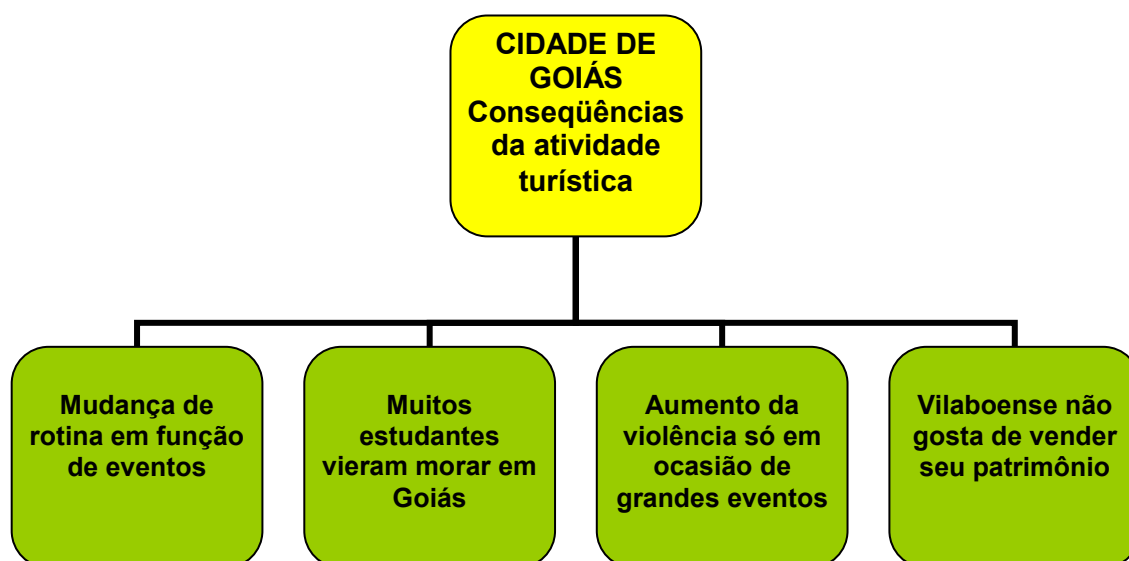 CIDADE DE
GOIÁS
Conseqüências
da atividade
turística
Mudança de
rotina em função
de eventos
Muitos
estudantes
vieram morar em
Goiás
Aumento da
violência só em
ocasião de
grandes eventos
Vilaboense não
gosta de vender
seu patrimônio